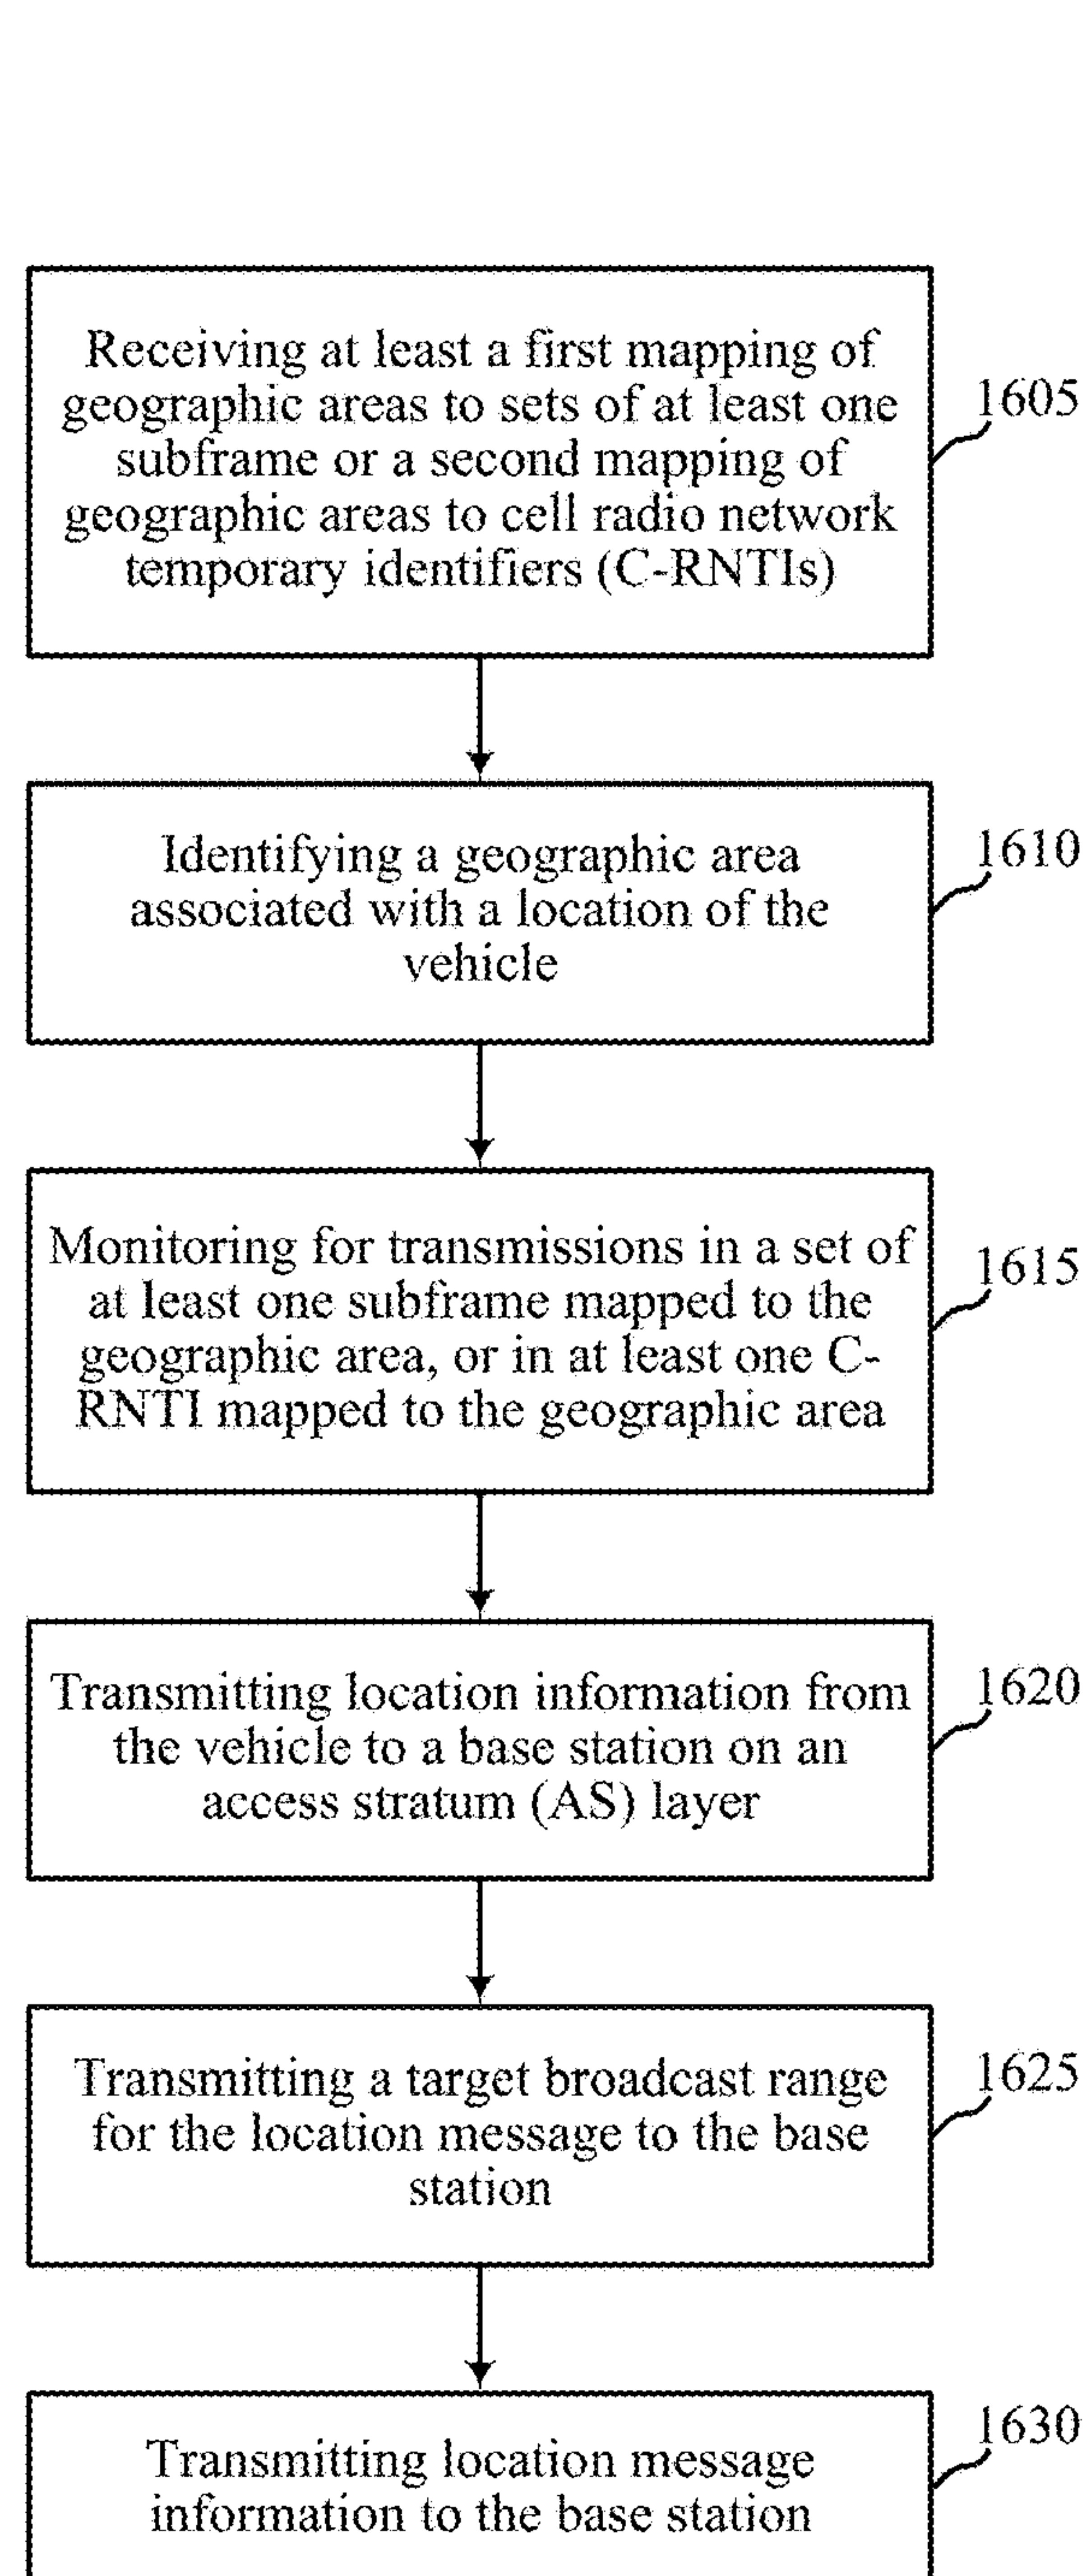 Receiving at least a first mapping of
geographic areas to sets of at least one
subframe or a second mapping of
geographic areas to cell radio network
temporary identifiers (C-RNTIs)
1605
Identifying a geographic area
associated with a location of the
vehicle
1610
Monitoring for transmissions in a set of
at least one subframe mapped to the
geographic area, or in at least one C-
RNTI mapped to the geographic area
1615
Transmitting location information from
the vehicle to a base station on an
access stratum (AS) layer
1620
Transmitting a target broadcast range
for the location message to the base
station
1625
Transmitting location message
information to the base station
1630